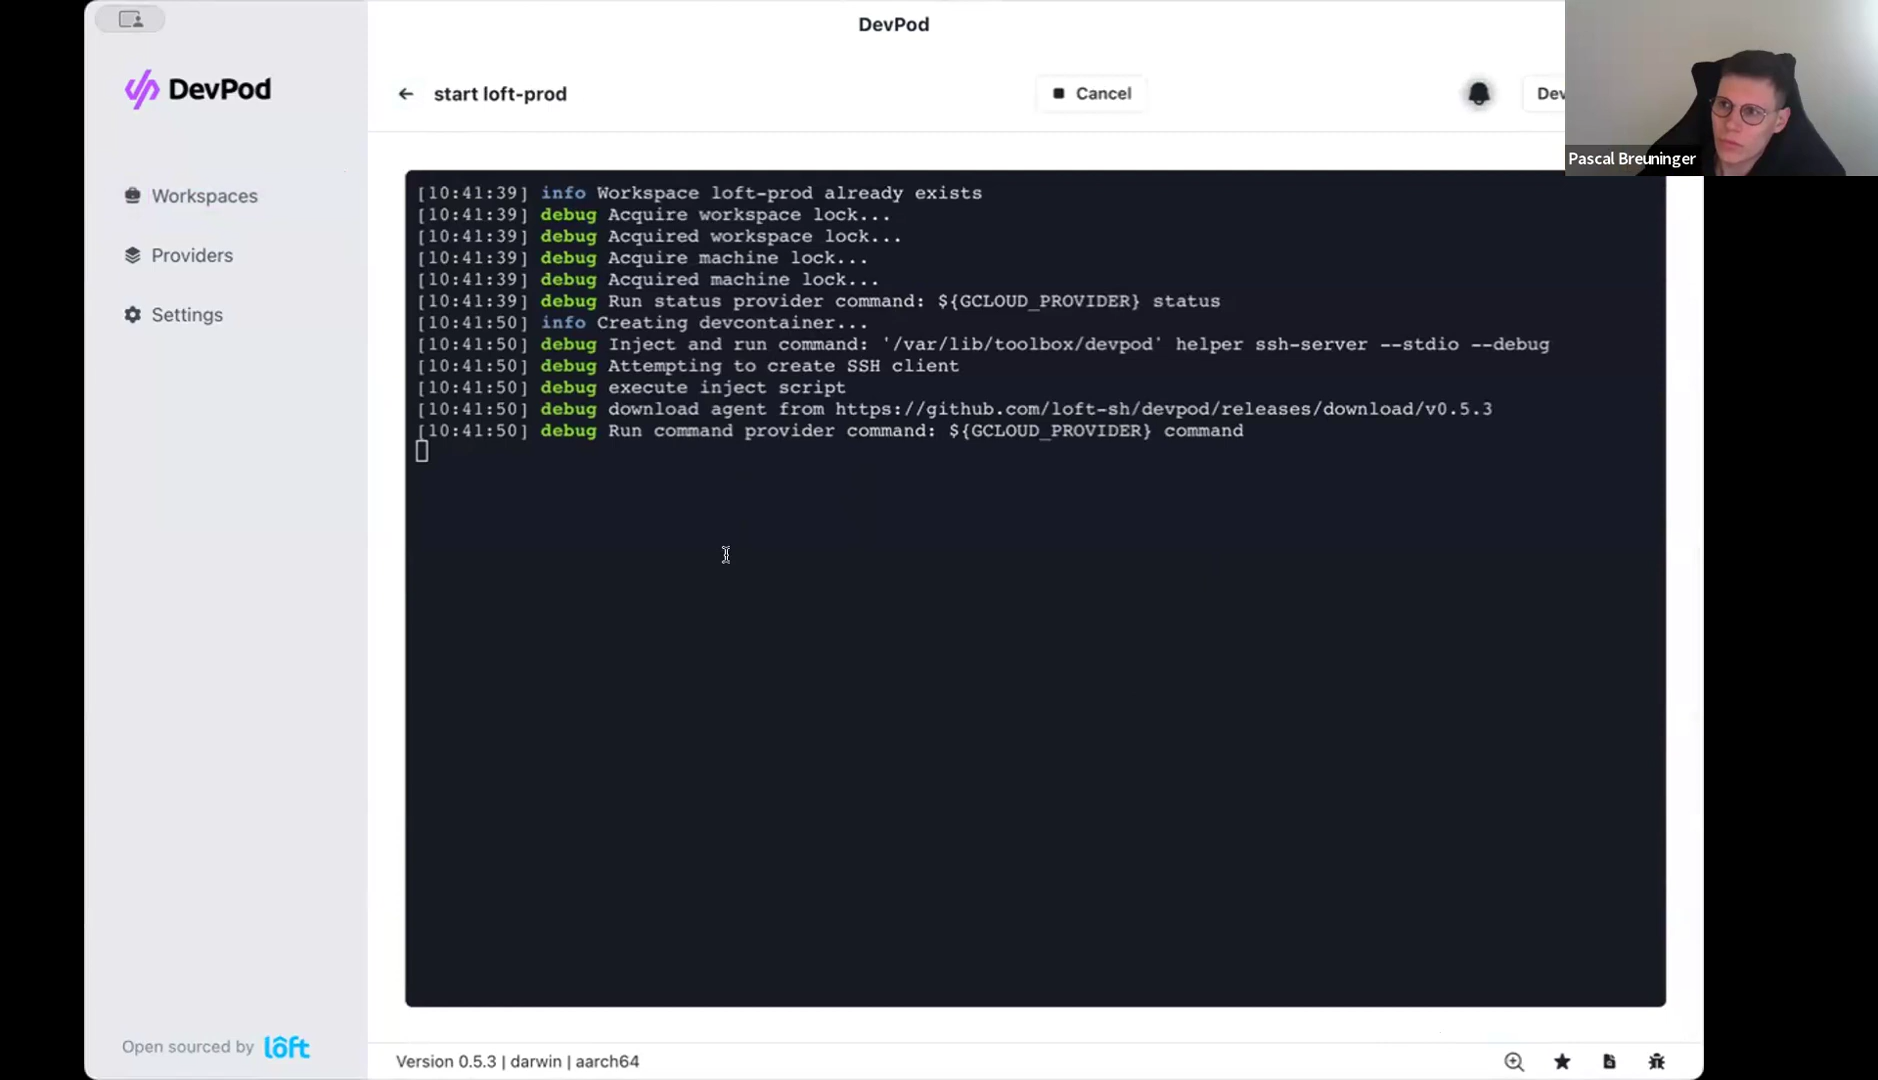 DevPod
DevPod
start loft-prod
Cancel
Dev
Pascal Breuninger
Workspaces
Providers
Settings
[10:41:39] info Workspace loft-prod already exists
[10:41:39] debug Acquire workspace lock...
[10:41:39] debug Acquired workspace lock...
[10:41:39] debug Acquire machine lock...
[10:41:39] debug Acquired machine lock...
[10:41:39] debug Run status provider command: ${GCLOUD_PROVIDER} status
[10:41:50] info Creating devcontainer...
[10:41:50] debug Inject and run command: '/var/lib/toolbox/devpod' helper ssh-server --stdio --debug
[10:41:50] debug Attempting to create SSH client
[10:41:50] debug execute inject script
[10:41:50] debug download agent from https://github.com/loft-sh/devpod/releases/download/v0.5.3
[10:41:50] debug Run command provider command: ${GCLOUD_PROVIDER} command
Open sourced by lôft
Version 0.5.3 | darwin | aarch64